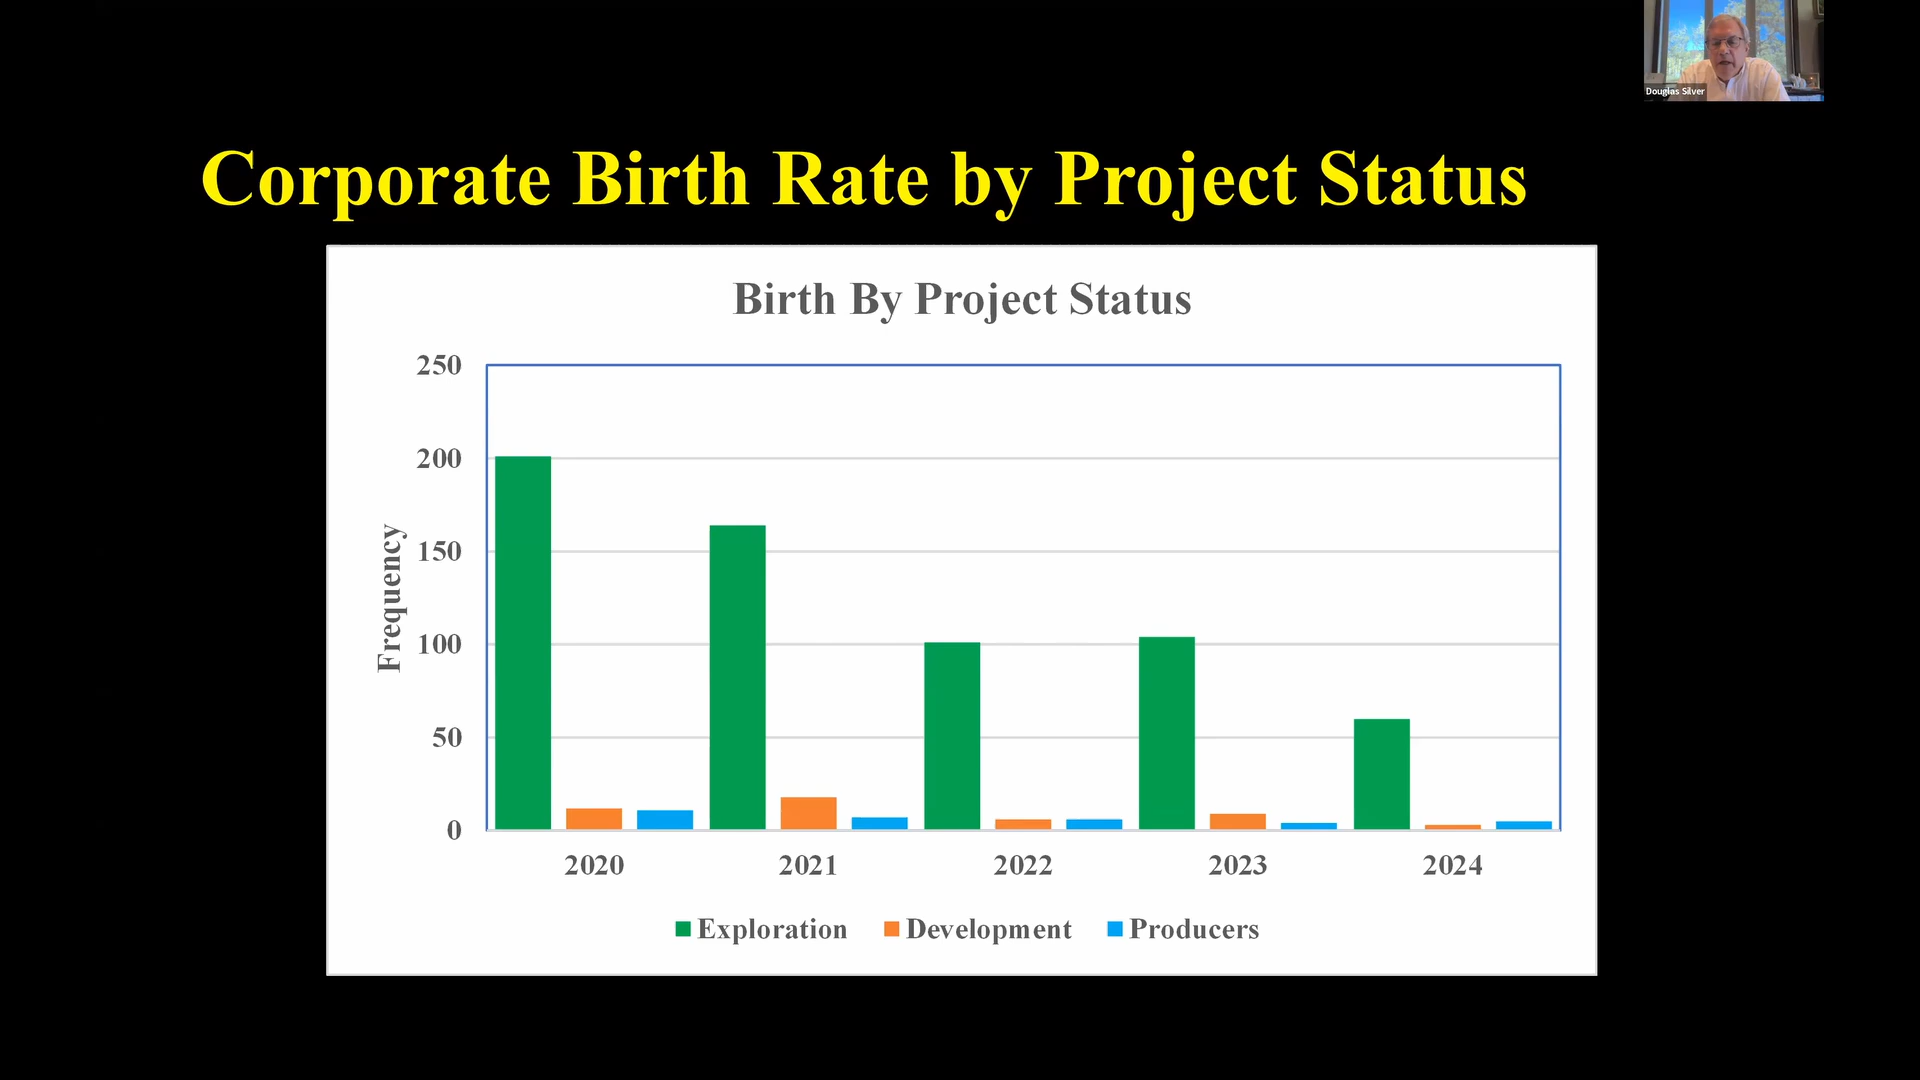 Douglas Silver
Corporate Birth Rate by Project Status
Birth By Project Status
250
200
150
100
50
0
Frequency
2020 2021 2022 2023 2024
Exploration Development Producers